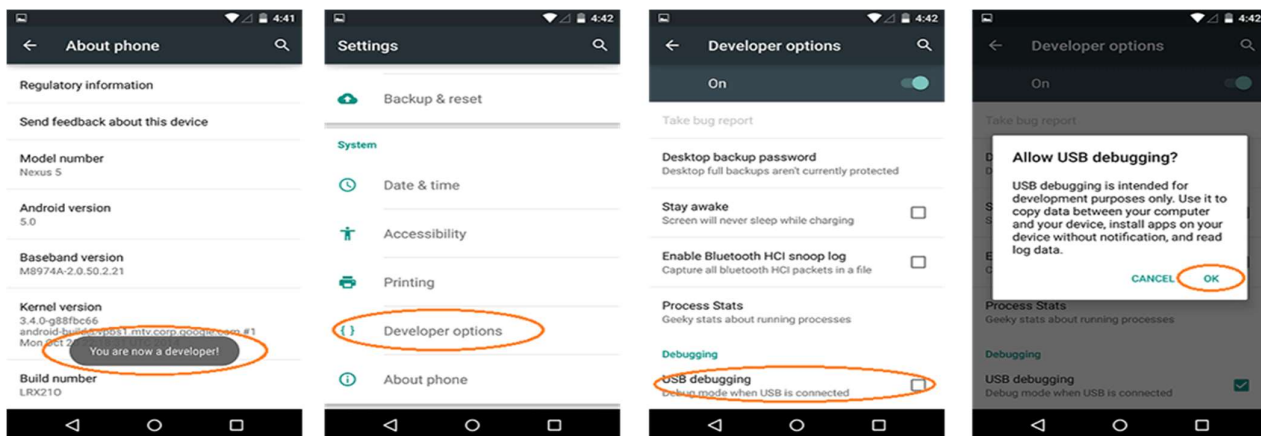 4:41
About phone
Regulatory information
Send feedback about this device
Model number
Nexus 5
Android version
5.0
Baseband version
M8974A-2.0.50.2.21
Kernel version
3.4.0-g88fbc66
#1
Mon Oct
You are now a developer!
Build number
LRX21O
4:42
Settings
Backup & reset
System
Date & time
Accessibility
Printing
{ } Developer options
About phone
4:42
Developer options
On
Take bug report
Desktop backup password
Desktop full backups aren't currently protected
Stay awake
Screen will never sleep while charging
Enable Bluetooth HCI snoop log
Capture all bluetooth HCI packets in a file
Process Stats
Geeky stats about running processes
Debugging
USB debugging
Debug mode when USB is connected
4:42
Developer options
On
Take bug report
Allow USB debugging?
USB debugging is intended for
development purposes only. Use it to
copy data between your computer
and your device, install apps on your
device without notification, and read
log data.
CANCEL OK
Process Stats
Geeky stats about running processes
Debugging
USB debugging
Debug mode when USB is connected